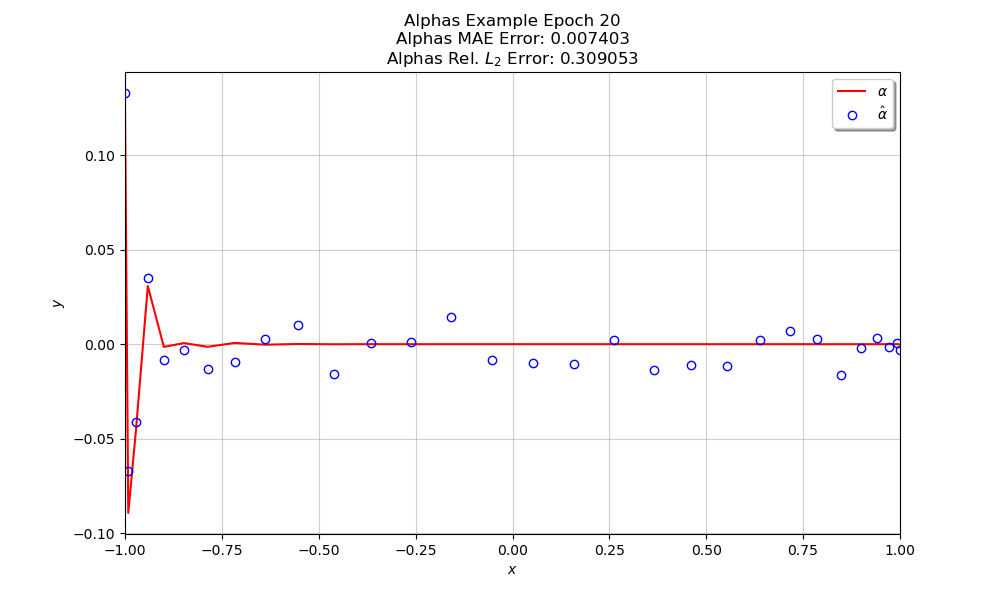 Alphas Example Epoch 20
Alphas MAE Error: 0.007403
Alphas Rel. $L_2$ Error: 0.309053
α
α̂
0.10
0.05
0.00
−0.05
−0.10
y
−1.00 −0.75 −0.50 −0.25 0.00 0.25 0.50 0.75 1.00
x